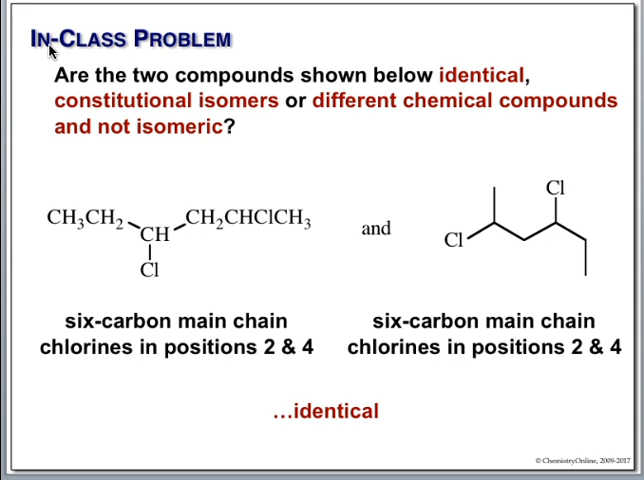 IN-CLASS PROBLEM
Are the two compounds shown below identical,
constitutional isomers or different chemical compounds
and not isomeric?
CH₃CH₂ CH₂CHClCH₃
CH
Cl
and
Cl
Cl
six-carbon main chain
chlorines in positions 2 & 4
six-carbon main chain
chlorines in positions 2 & 4
...identical
© ChemistryOnline, 2009-2017